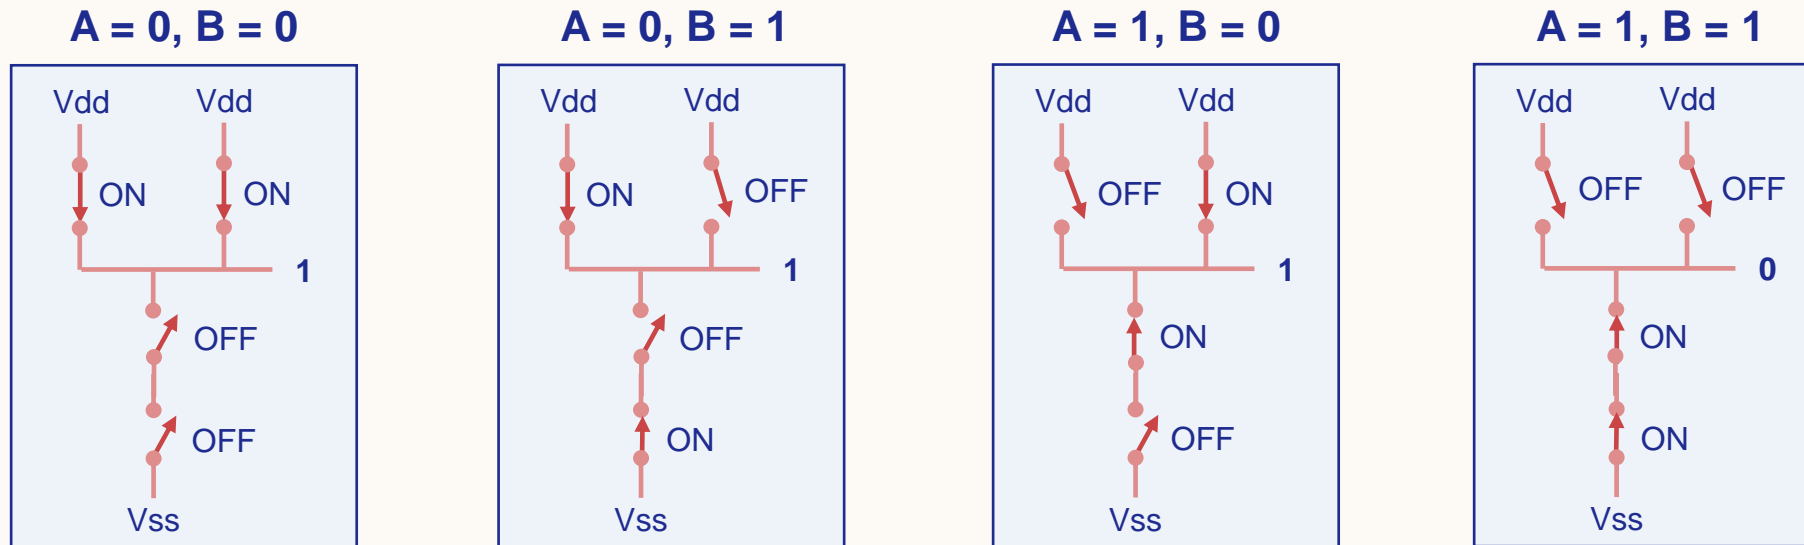 A = 0, B = 0
Vdd Vdd
ON ON
1
OFF
OFF
Vss
A = 0, B = 1
Vdd Vdd
ON OFF
1
OFF
ON
Vss
A = 1, B = 0
Vdd Vdd
OFF ON
1
ON
OFF
Vss
A = 1, B = 1
Vdd Vdd
OFF OFF
0
ON
ON
Vss